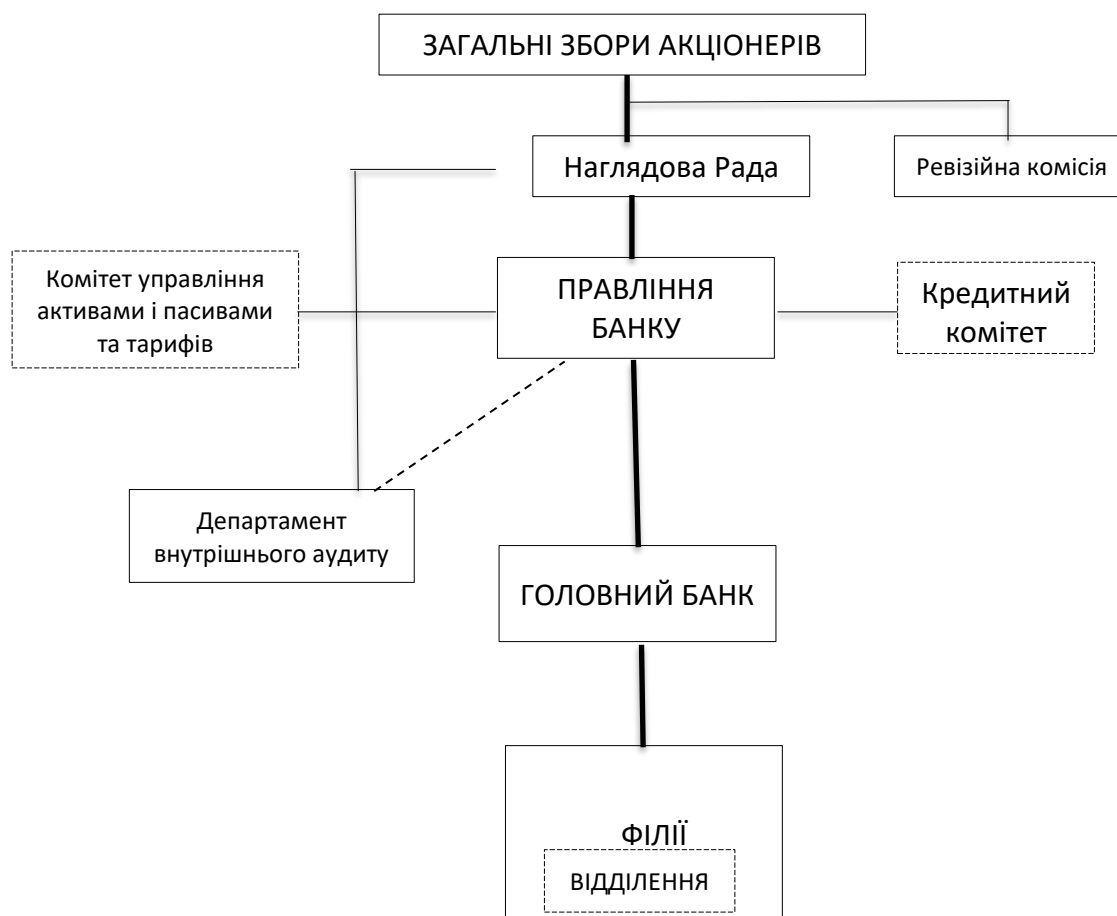 ЗАГАЛЬНІ ЗБОРИ АКЦІОНЕРІВ
Наглядова Рада
Ревізійна комісія
Комітет управління
активами і пасивами
та тарифів
ПРАВЛІННЯ
БАНКУ
Кредитний
комітет
Департамент
внутрішнього аудиту
ГОЛОВНИЙ БАНК
ФІЛІЇ
ВІДДІЛЕННЯ